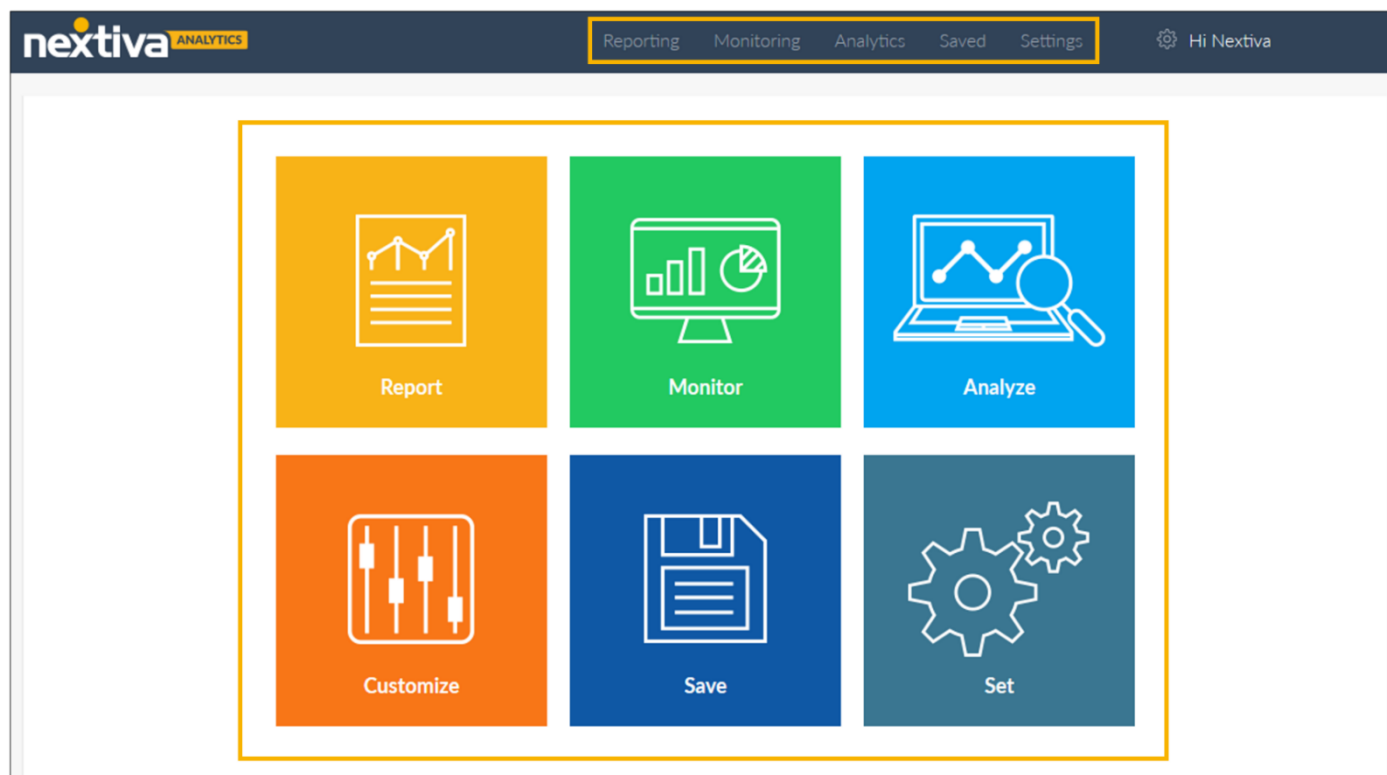 nextiva ANALYTICS
Reporting Monitoring Analytics Saved Settings
Hi Nextiva
Report
Monitor
Analyze
Customize
Save
Set